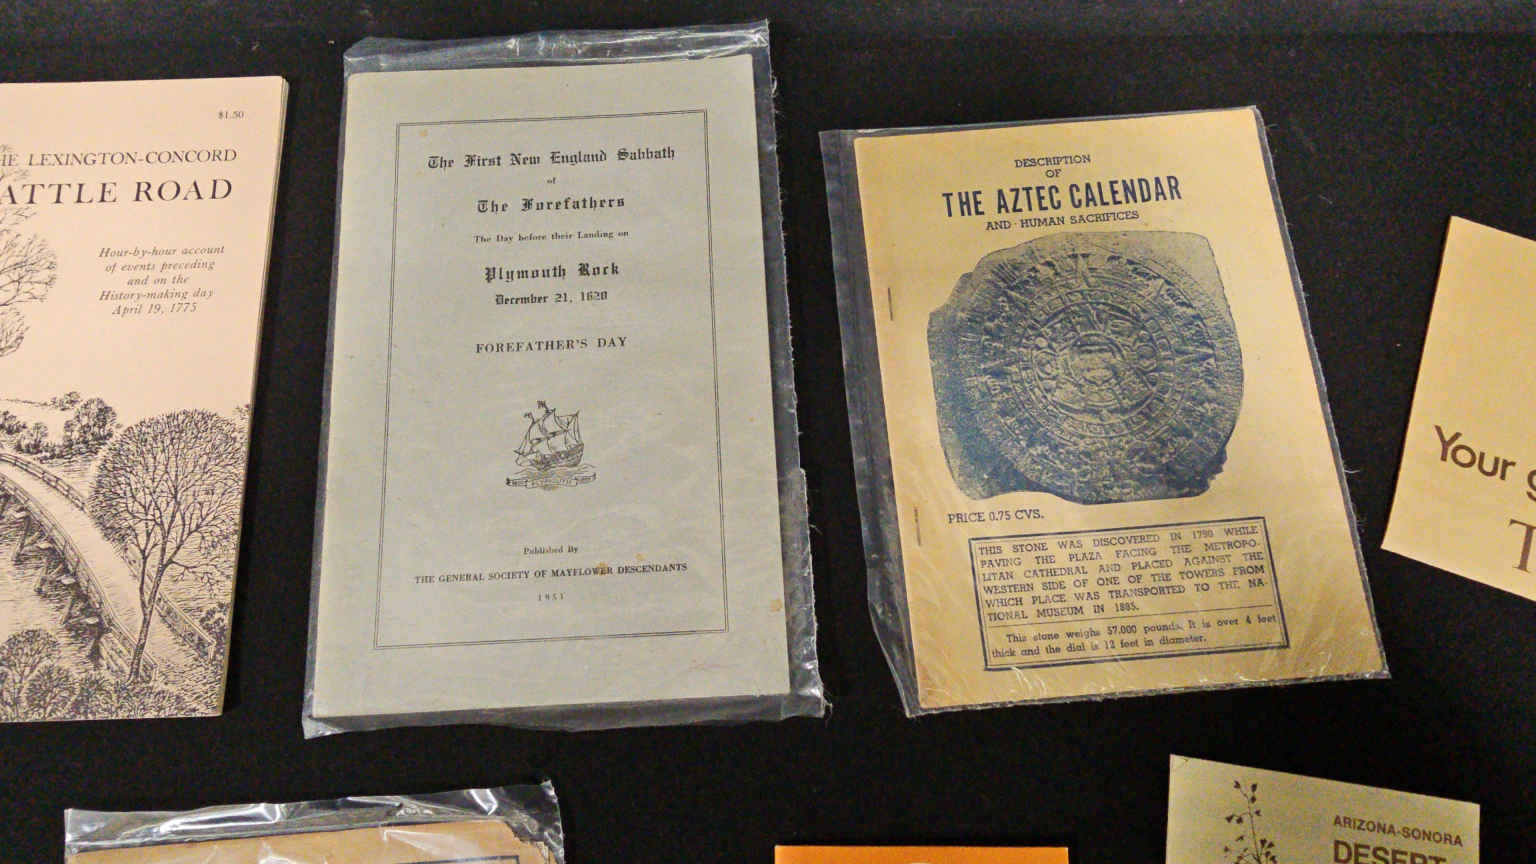 $1.50
HE LEXINGTON-CONCORD
ATTLE ROAD
Hour-by-hour account
of events preceding
and on the
History-making day
April 19, 1775
The First New England Sabbath
of
The Forefathers
The Day before their Landing on
Plymouth Rock
December 21, 1620
FOREFATHER'S DAY
Published By
THE GENERAL SOCIETY OF MAYFLOWER DESCENDANTS
1951
DESCRIPTION
OF
THE AZTEC CALENDAR
AND · HUMAN SACRIFICES
PRICE 0.75 CVS.
THIS STONE WAS DISCOVERED IN 1790 WHILE
PAVING THE PLAZA FACING THE METROPO-
LITAN CATHEDRAL AND PLACED AGAINST THE
WESTERN SIDE OF ONE OF THE TOWERS FROM
WHICH PLACE WAS TRANSPORTED TO THE NA-
TIONAL MUSEUM IN 1885.
This stone weighs 57,000 pounds. It is over 4 feet
thick and the dial is 12 feet in diameter.
Your
T
ARIZONA-SONORA
DESERT